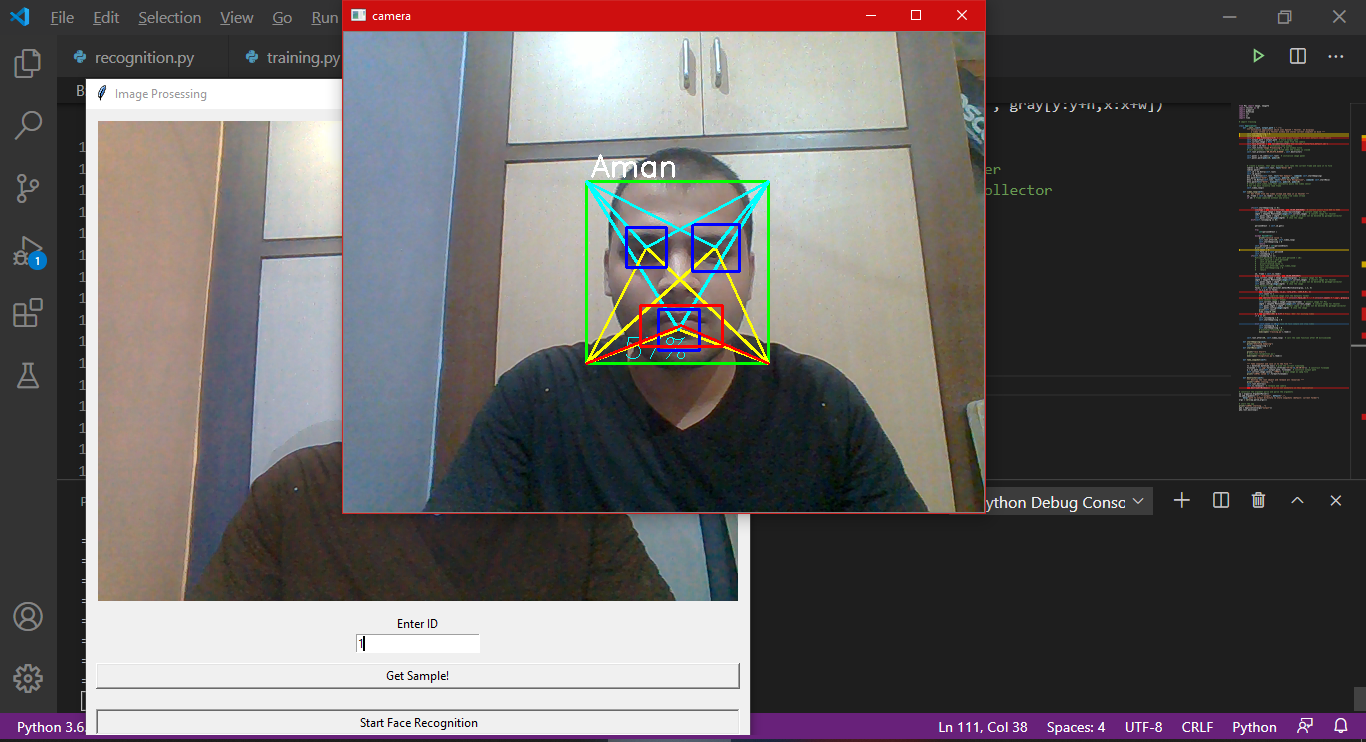 File Edit Selection View Go Run
camera
recognition.py
training.py
B
Image Prosessing
, gray[y:y+h,x:x+w])
er
ollector
Aman
57%
1
ython Debug Consc
Enter ID
1
Get Sample!
Start Face Recognition
Python 3.6.
Ln 111, Col 38 Spaces: 4 UTF-8 CRLF Python